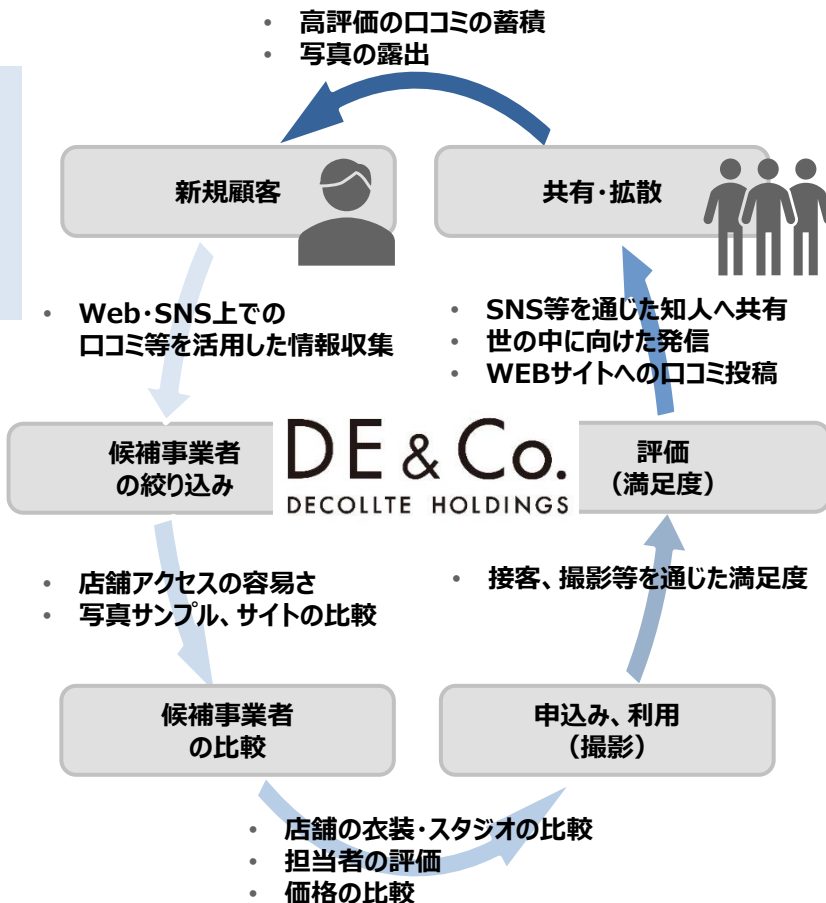 • 高評価の口コミの蓄積
• 写真の露出
新規顧客
共有・拡散
• Web・SNS上での
口コミ等を活用した情報収集
• SNS等を通じた知人へ共有
• 世の中に向けた発信
• WEBサイトへの口コミ投稿
候補事業者
の絞り込み
DE & Co.
DECOLLTE HOLDINGS
評価
（満足度）
• 店舗アクセスの容易さ
• 写真サンプル、サイトの比較
• 接客、撮影等を通じた満足度
候補事業者
の比較
申込み、利用
（撮影）
• 店舗の衣装・スタジオの比較
• 担当者の評価
• 価格の比較